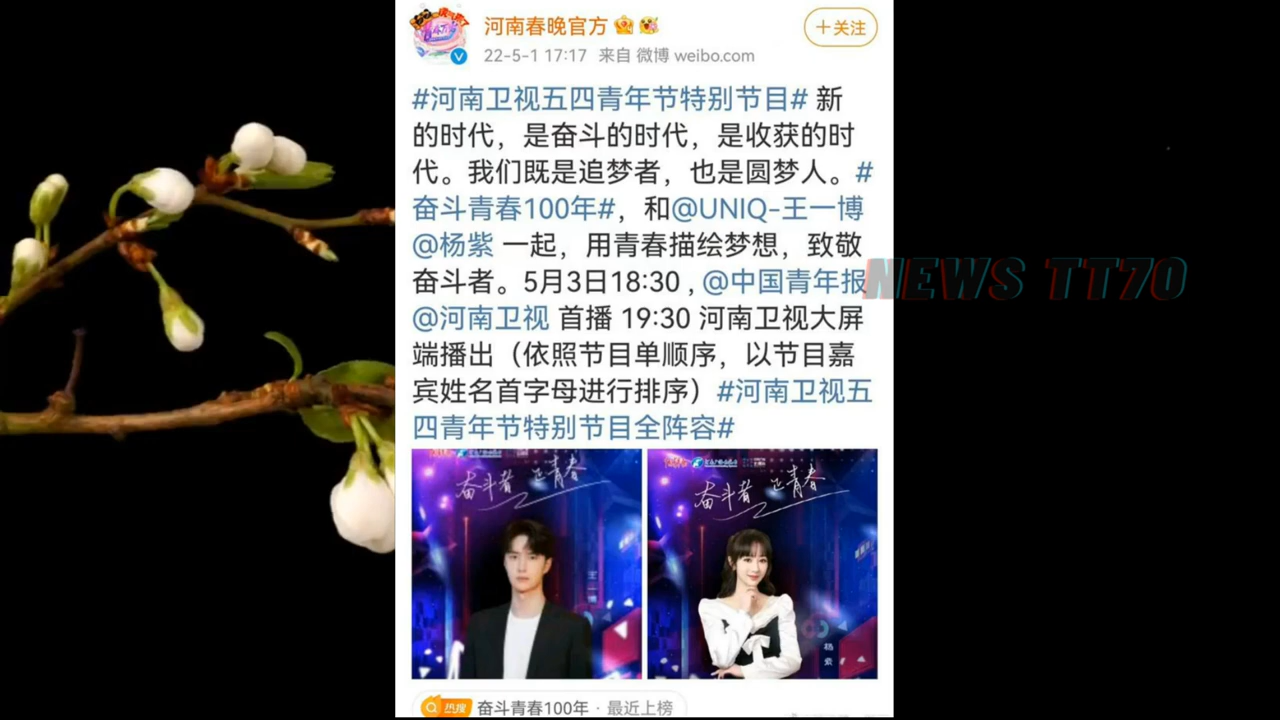 河南春晚官方
22-5-1 17:17 来自 微博 weibo.com
+关注
#河南卫视五四青年节特别节目# 新
的时代，是奋斗的时代，是收获的时
代。我们既是追梦者，也是圆梦人。#
奋斗青春100年#，和@UNIQ-王一博
@杨紫 一起，用青春描绘梦想，致敬
奋斗者。5月3日18:30 , @中国青年报
@河南卫视 首播 19:30 河南卫视大屏
端播出（依照节目单顺序，以节目嘉
宾姓名首字母进行排序）#河南卫视五
四青年节特别节目全阵容#
NEWS TT70
奋斗者 正青春
王一博
奋斗者 正青春
杨紫
热搜 奋斗青春100年 · 最近上榜